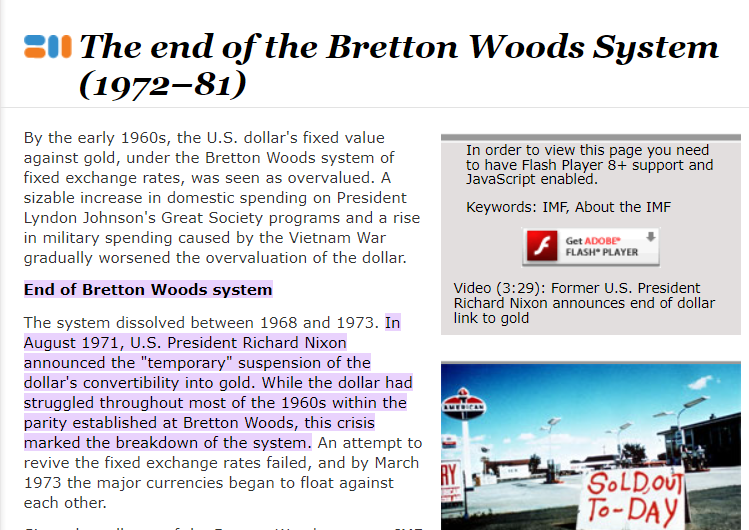 The end of the Bretton Woods System
(1972–81)
By the early 1960s, the U.S. dollar's fixed value
against gold, under the Bretton Woods system of
fixed exchange rates, was seen as overvalued. A
sizable increase in domestic spending on President
Lyndon Johnson's Great Society programs and a rise
in military spending caused by the Vietnam War
gradually worsened the overvaluation of the dollar.
End of Bretton Woods system
The system dissolved between 1968 and 1973. In
August 1971, U.S. President Richard Nixon
announced the "temporary" suspension of the
dollar's convertibility into gold. While the dollar had
struggled throughout most of the 1960s within the
parity established at Bretton Woods, this crisis
marked the breakdown of the system. An attempt to
revive the fixed exchange rates failed, and by March
1973 the major currencies began to float against
each other.
In order to view this page you need
to have Flash Player 8+ support and
JavaScript enabled.
Keywords: IMF, About the IMF
Get ADOBE®
FLASH® PLAYER
Video (3:29): Former U.S. President
Richard Nixon announces end of dollar
link to gold
AMERICAN
RY
SOLD OUT
TO-DAY